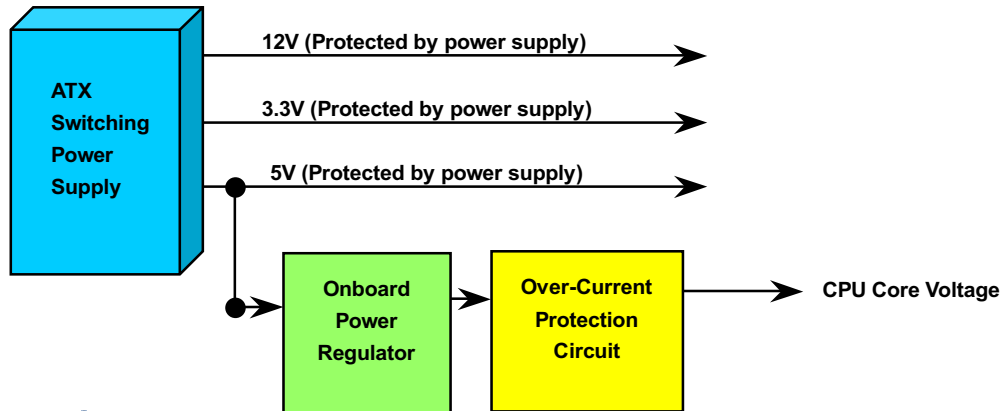 12V (Protected by power supply)
ATX
Switching
Power
Supply
3.3V (Protected by power supply)
5V (Protected by power supply)
Onboard
Power
Regulator
Over-Current
Protection
Circuit
CPU Core Voltage